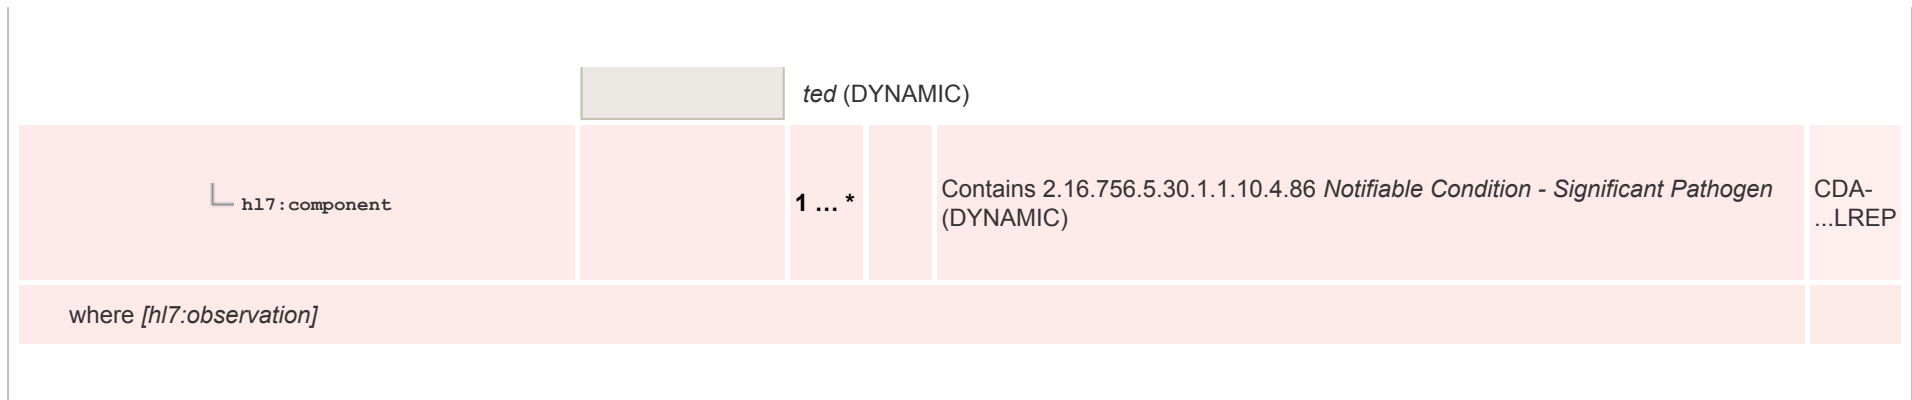 ted (DYNAMIC)
hl7:component
1 … *
Contains 2.16.756.5.30.1.1.10.4.86 Notifiable Condition - Significant Pathogen
(DYNAMIC)
CDA-
...LREP
where [hl7:observation]